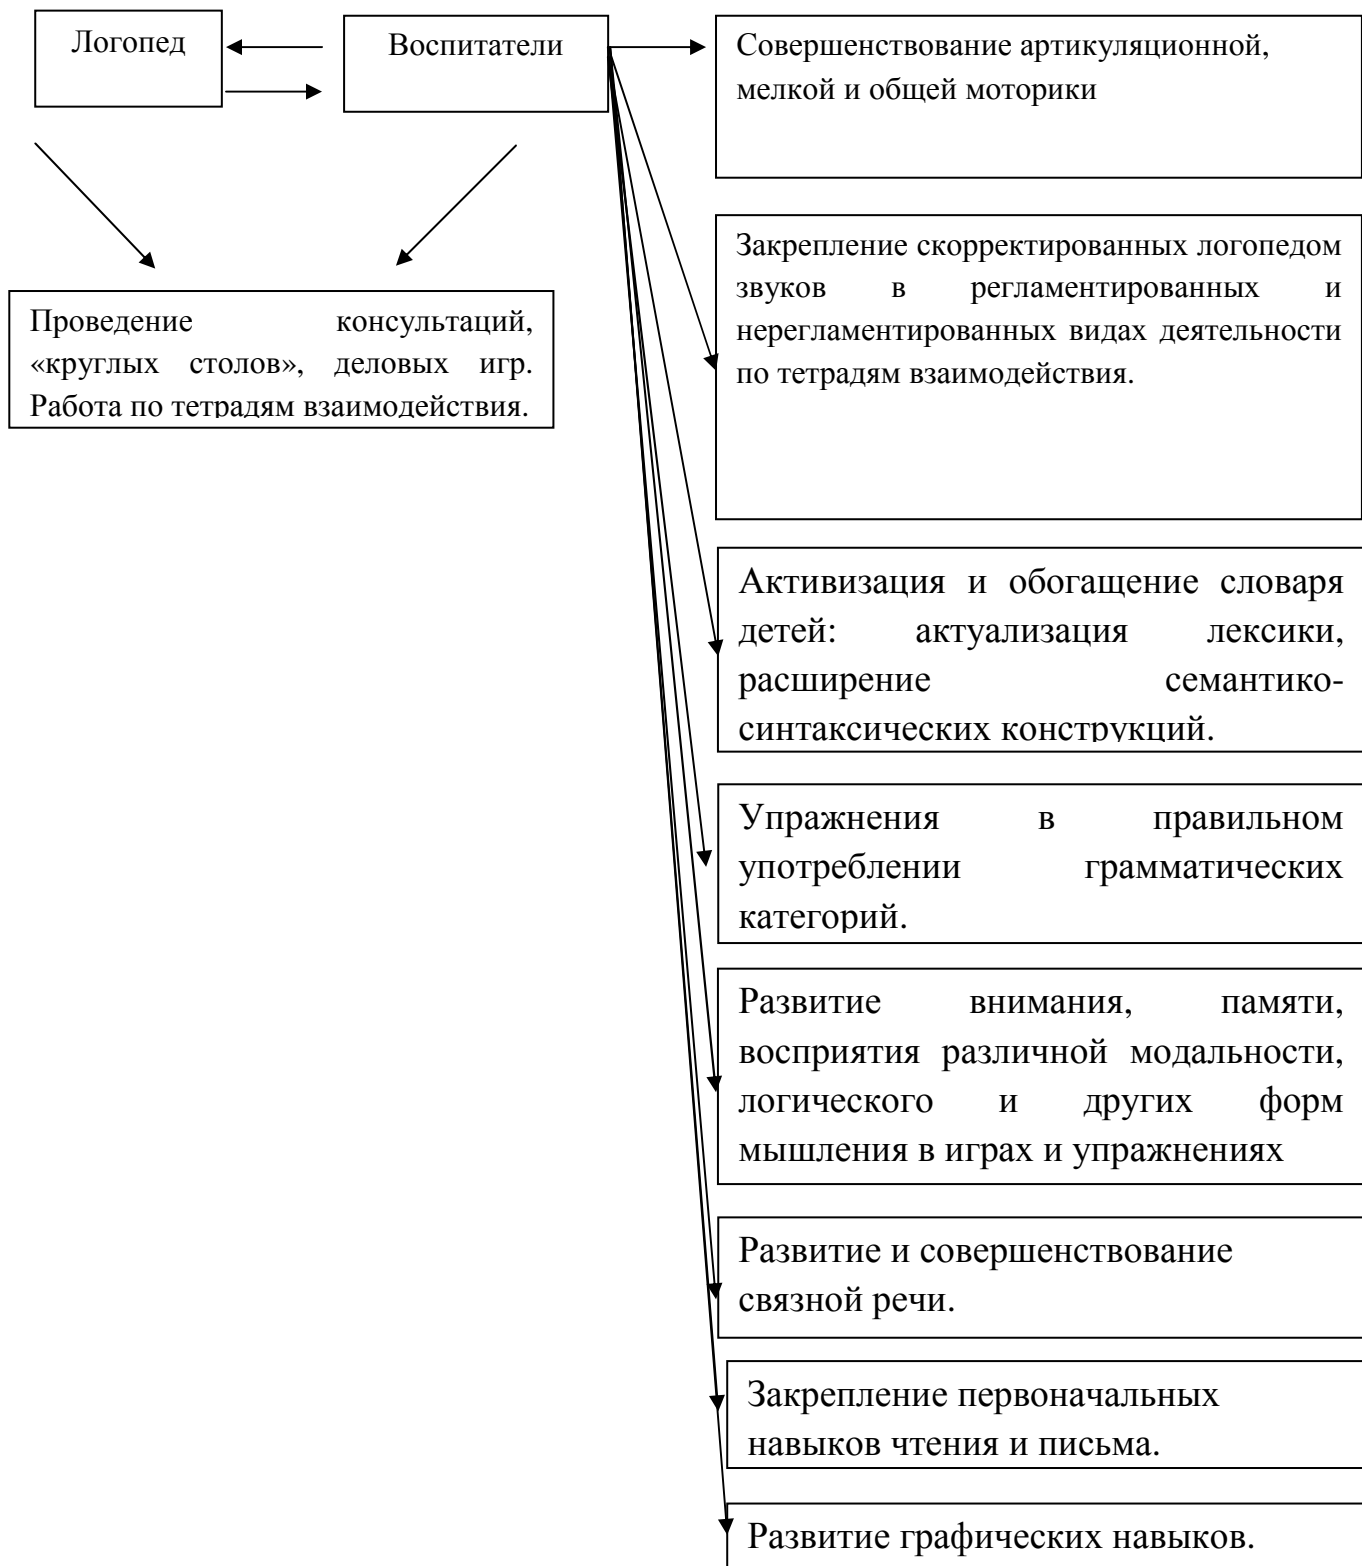 Логопед
Воспитатели
Совершенствование артикуляционной,
мелкой и общей моторики
Закрепление скорректированных логопедом
звуков в регламентированных и
нерегламентированных видах деятельности
по тетрадям взаимодействия.
Проведение консультаций,
«круглых столов», деловых игр.
Работа по тетрадям взаимодействия.
Активизация и обогащение словаря
детей: актуализация лексики,
расширение семантико-
синтаксических конструкций.
Упражнения в правильном
употреблении грамматических
категорий.
Развитие внимания, памяти,
восприятия различной модальности,
логического и других форм
мышления в играх и упражнениях
Развитие и совершенствование
связной речи.
Закрепление первоначальных
навыков чтения и письма.
Развитие графических навыков.